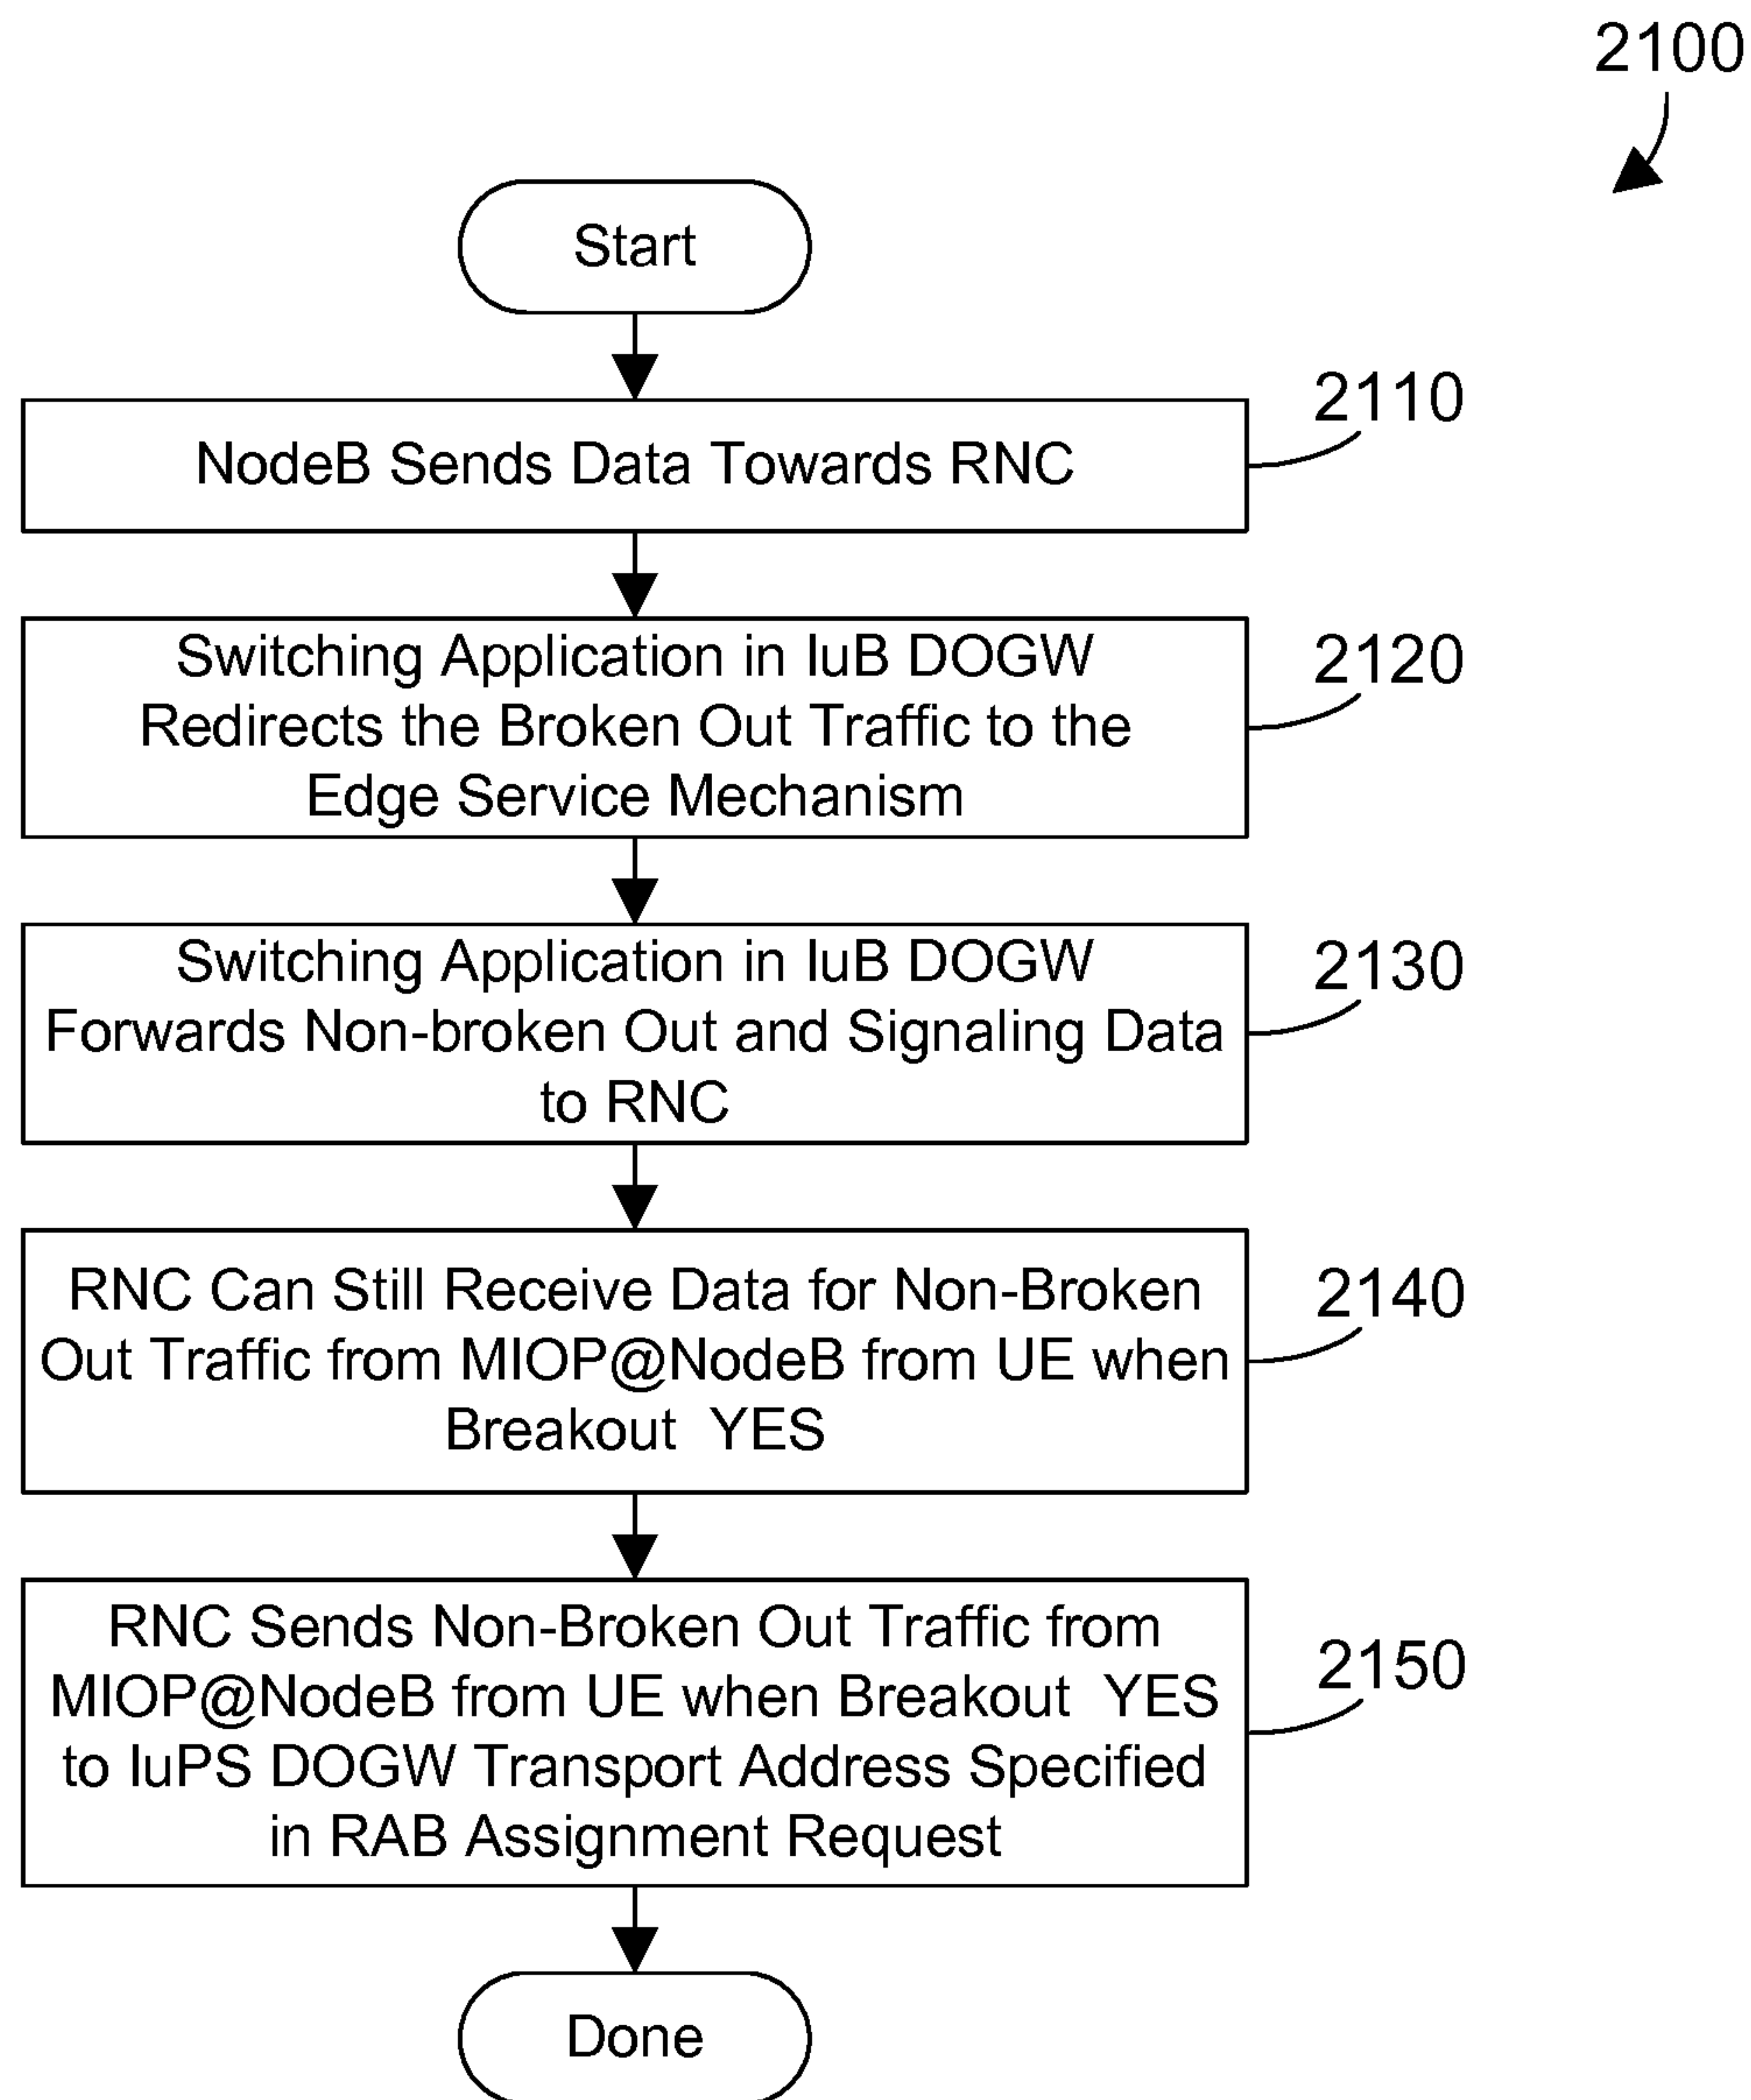 2100
Start
NodeB Sends Data Towards RNC
2110
Switching Application in IuB DOGW
Redirects the Broken Out Traffic to the
Edge Service Mechanism
2120
Switching Application in IuB DOGW
Forwards Non-broken Out and Signaling Data
to RNC
2130
RNC Can Still Receive Data for Non-Broken
Out Traffic from MIOP@NodeB from UE when
Breakout YES
2140
RNC Sends Non-Broken Out Traffic from
MIOP@NodeB from UE when Breakout YES
to IuPS DOGW Transport Address Specified
in RAB Assignment Request
2150
Done